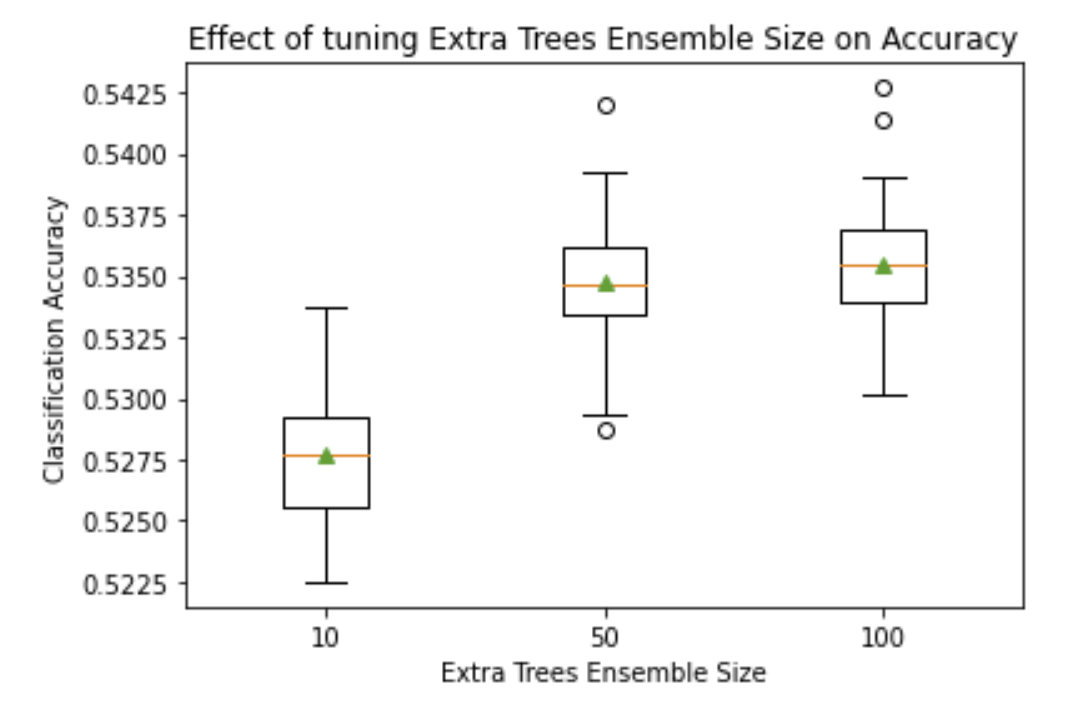 Effect of tuning Extra Trees Ensemble Size on Accuracy
0.5425
0.5400
0.5375
0.5350
0.5325
0.5300
0.5275
0.5250
0.5225
Classification Accuracy
10 50 100
Extra Trees Ensemble Size